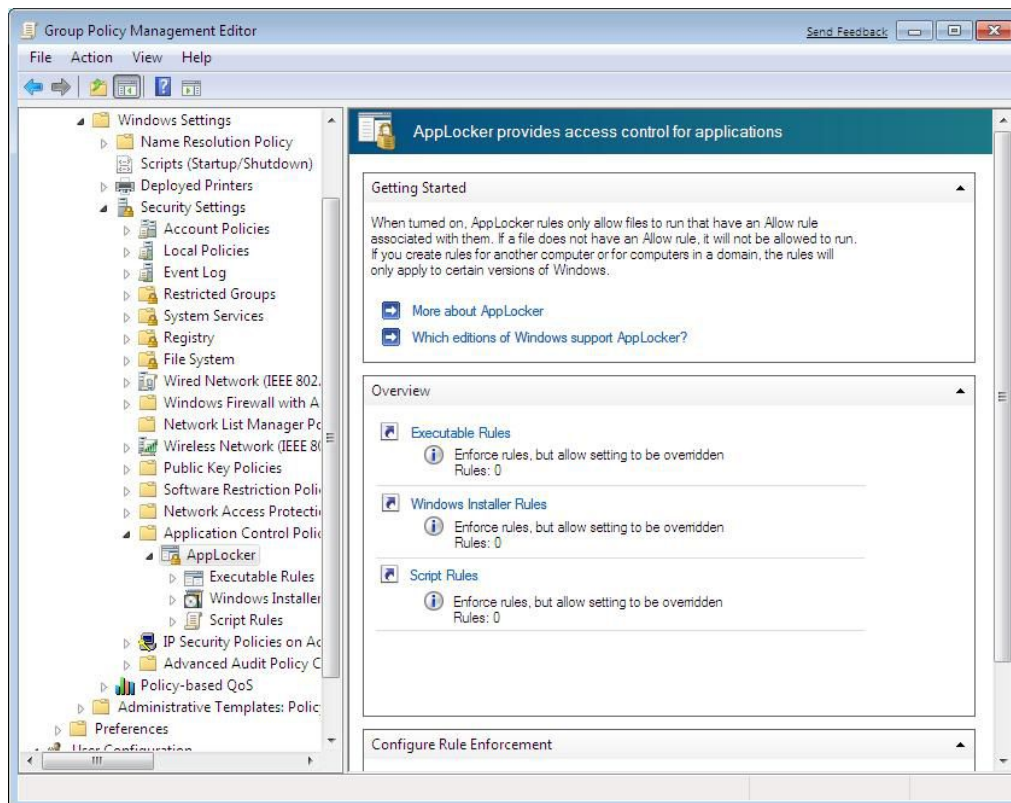 Group Policy Management Editor
Send Feedback
File Action View Help
Windows Settings
Name Resolution Policy
Scripts (Startup/Shutdown)
Deployed Printers
Security Settings
Account Policies
Local Policies
Event Log
Restricted Groups
System Services
Registry
File System
Wired Network (IEEE 802.
Windows Firewall with A
Network List Manager Po
Wireless Network (IEEE 80
Public Key Policies
Software Restriction Poli
Network Access Protecti
Application Control Polic
AppLocker
Executable Rules
Windows Installer
Script Rules
IP Security Policies on Ac
Advanced Audit Policy C
Policy-based QoS
Administrative Templates: Polic
Preferences
User Configuration
AppLocker provides access control for applications
Getting Started
When turned on, AppLocker rules only allow files to run that have an Allow rule
associated with them. If a file does not have an Allow rule, it will not be allowed to run.
If you create rules for another computer or for computers in a domain, the rules will
only apply to certain versions of Windows.
More about AppLocker
Which editions of Windows support AppLocker?
Overview
Executable Rules
Enforce rules, but allow setting to be overridden
Rules: 0
Windows Installer Rules
Enforce rules, but allow setting to be overridden
Rules: 0
Script Rules
Enforce rules, but allow setting to be overridden
Rules: 0
Configure Rule Enforcement